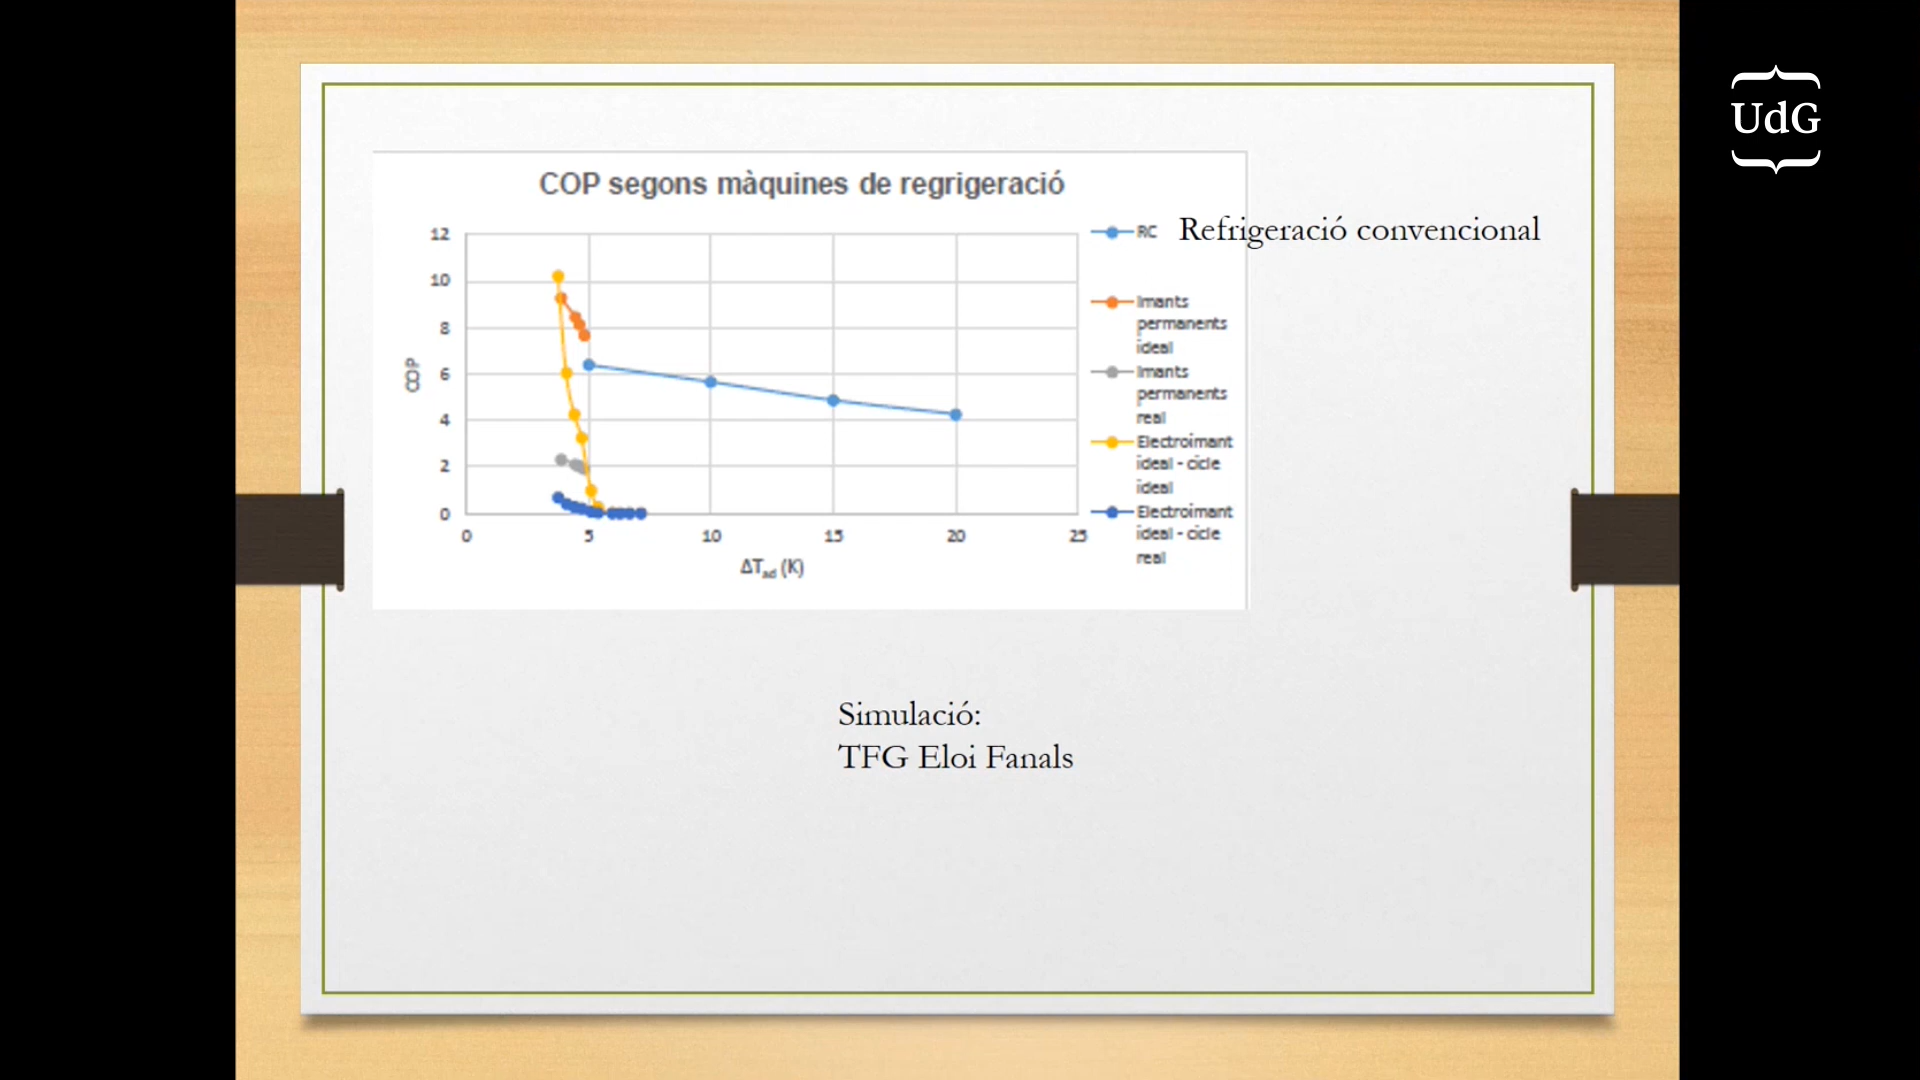 UdG
COP segons màquines de regrigeració
12
10
8
6
4
2
0
COP
0 5 10 15 20 25
ΔTad (K)
RC Refrigeració convencional
Imants
permanents
ideal
Imants
permanents
real
Electroimant
ideal - cicle
ideal
Electroimant
ideal - cicle
real
Simulació:
TFG Eloi Fanals